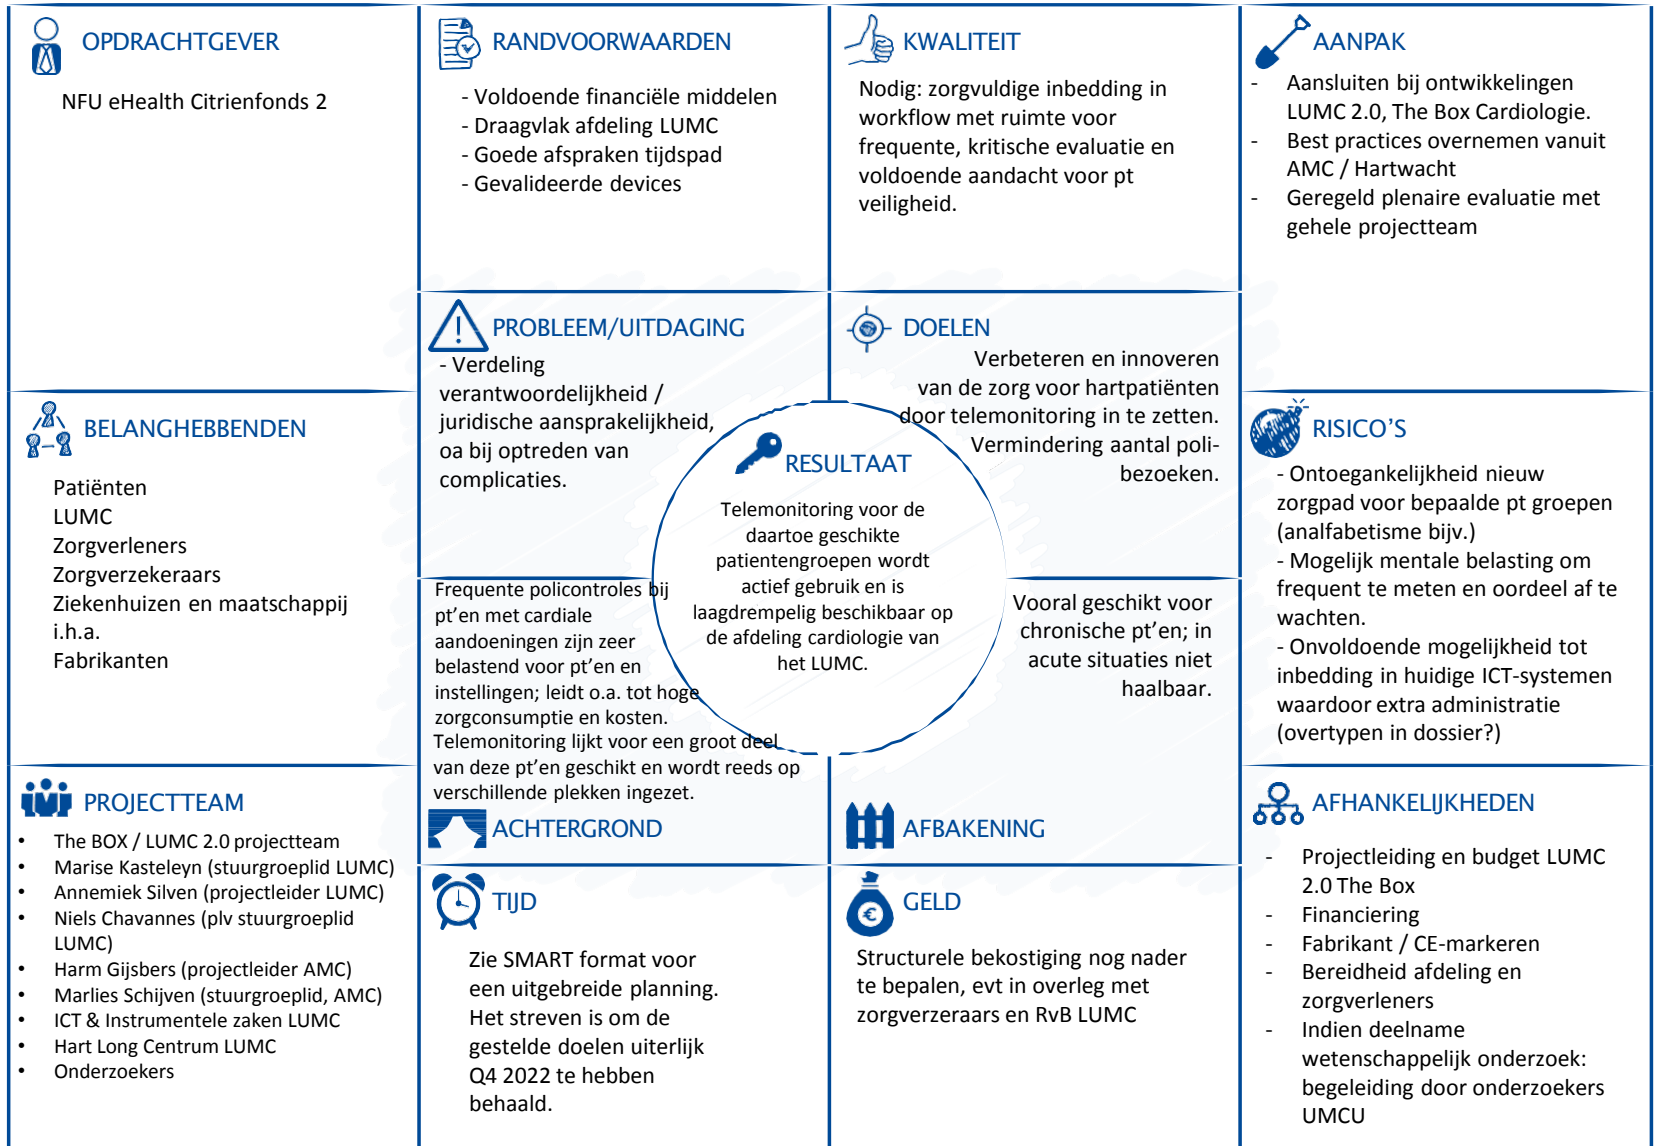 OPDRACHTGEVER
NFU eHealth Citrienfonds 2
RANDVOORWAARDEN
- Voldoende financiële middelen
- Draagvlak afdeling LUMC
- Goede afspraken tijdspad
- Gevalideerde devices
KWALITEIT
Nodig: zorgvuldige inbedding in
workflow met ruimte voor
frequente, kritische evaluatie en
voldoende aandacht voor pt
veiligheid.
AANPAK
- Aansluiten bij ontwikkelingen
LUMC 2.0, The Box Cardiologie.
- Best practices overnemen vanuit
AMC / Hartwacht
- Geregeld plenaire evaluatie met
gehele projectteam
PROBLEEM/UITDAGING
- Verdeling
verantwoordelijkheid /
juridische aansprakelijkheid,
oa bij optreden van
complicaties.
DOELEN
Verbeteren en innoveren
van de zorg voor hartpatiënten
door telemonitoring in te zetten.
Vermindering aantal poli-
bezoeken.
BELANGHEBBENDEN
Patiënten
LUMC
Zorgverleners
Zorgverzekeraars
Ziekenhuizen en maatschappij
i.h.a.
Fabrikanten
RESULTAAT
Telemonitoring voor de
daartoe geschikte
patientengroepen wordt
actief gebruik en is
laagdrempelig beschikbaar op
de afdeling cardiologie van
het LUMC.
RISICO'S
- Ontoegankelijkheid nieuw
zorgpad voor bepaalde pt groepen
(analfabetisme bijv.)
- Mogelijk mentale belasting om
frequent te meten en oordeel af te
wachten.
- Onvoldoende mogelijkheid tot
inbedding in huidige ICT-systemen
waardoor extra administratie
(overtypen in dossier?)
Frequente policontroles bij
pt'en met cardiale
aandoeningen zijn zeer
belastend voor pt'en en
instellingen; leidt o.a. tot hoge
zorgconsumptie en kosten.
Telemonitoring lijkt voor een groot deel
van deze pt'en geschikt en wordt reeds op
verschillende plekken ingezet.
ACHTERGROND
Vooral geschikt voor
chronische pt'en; in
acute situaties niet
haalbaar.
AFBAKENING
PROJECTTEAM
• The BOX / LUMC 2.0 projectteam
• Marise Kasteleyn (stuurgroeplid LUMC)
• Annemiek Silven (projectleider LUMC)
• Niels Chavannes (plv stuurgroeplid
LUMC)
• Harm Gijsbers (projectleider AMC)
• Marlies Schijven (stuurgroeplid, AMC)
• ICT & Instrumentele zaken LUMC
• Hart Long Centrum LUMC
• Onderzoekers
TIJD
Zie SMART format voor
een uitgebreide planning.
Het streven is om de
gestelde doelen uiterlijk
Q4 2022 te hebben
behaald.
GELD
Structurele bekostiging nog nader
te bepalen, evt in overleg met
zorgverzeraars en RvB LUMC
AFHANKELIJKHEDEN
- Projectleiding en budget LUMC
2.0 The Box
- Financiering
- Fabrikant / CE-markeren
- Bereidheid afdeling en
zorgverleners
- Indien deelname
wetenschappelijk onderzoek:
begeleiding door onderzoekers
UMCU